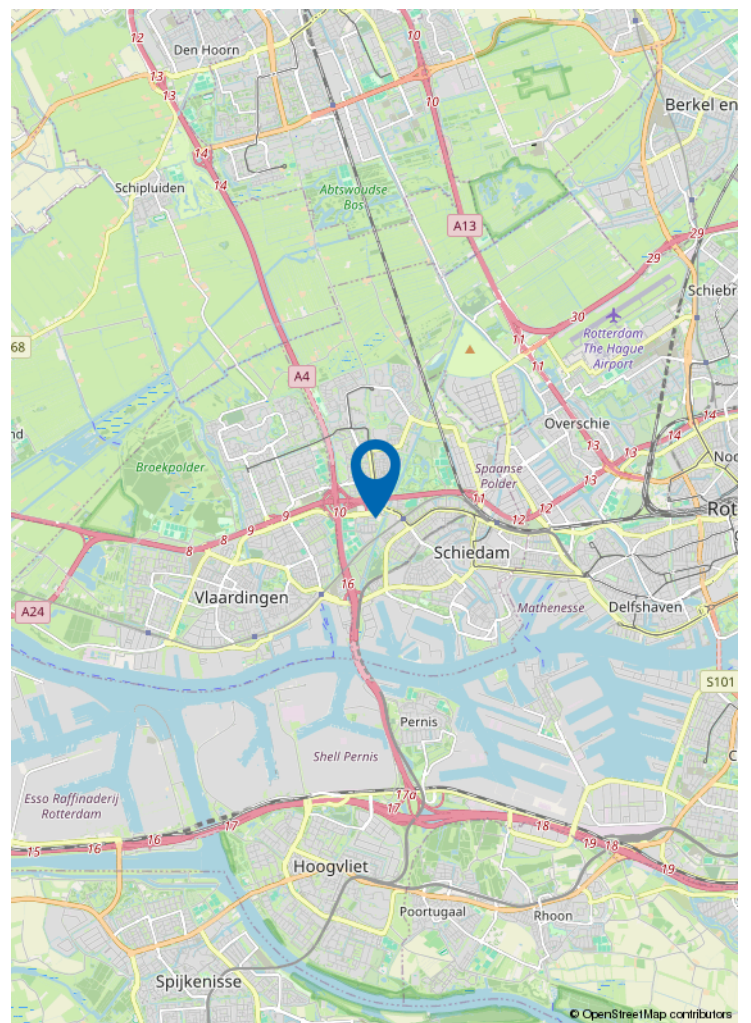 12
10
Den Hoorn
13
13
10
Berkel en
14
14
Schipluiden
Abtswoudse
Bos
A13
29
29
Schiebr
30
Rotterdam
The Hague
Airport
11
11
68
A4
14
14
13
13
Overschie
nd
Broekpolder
Spaanse
Polder
Noo
11
12
12
Rot
10
9
9
8
8
Schiedam
16
Vlaardingen
Mathenesse
Delfshaven
A24
S101
Pernis
Shell Pernis
Esso Raffinaderij
Rotterdam
17a
17
17
16
16
15
18
19
18
19
Hoogvliet
Poortugaal
Rhoon
Spijkenisse
© OpenStreetMap contributors